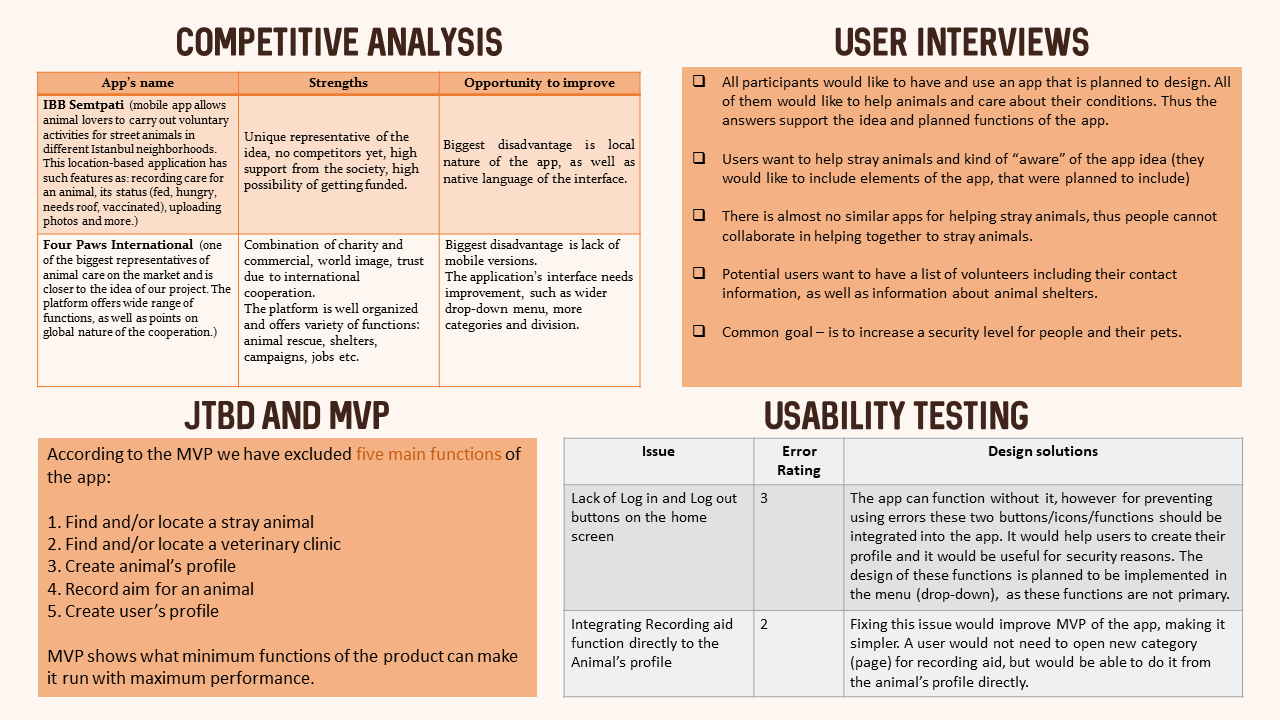 COMPETITIVE ANALYSIS
App's name
Strengths
Opportunity to improve
IBB Semtpati (mobile app allows
animal lovers to carry out voluntary
activities for street animals in
different Istanbul neighborhoods.
This location-based application has
such features as: recording care for
an animal, its status (fed, hungry,
needs roof, vaccinated), uploading
photos and more.)
Unique representative of the
idea, no competitors yet, high
support from the society, high
possibility of getting funded.
Biggest disadvantage is local
nature of the app, as well as
native language of the interface.
Four Paws International (one
of the biggest representatives of
animal care on the market and is
closer to the idea of our project. The
platform offers wide range of
functions, as well as points on
global nature of the cooperation.)
Combination of charity and
commercial, world image, trust
due to international
cooperation.
The platform is well organized
and offers variety of functions:
animal rescue, shelters,
campaigns, jobs etc.
Biggest disadvantage is lack of
mobile versions.
The application's interface needs
improvement, such as wider
drop-down menu, more
categories and division.
USER INTERVIEWS
❑ All participants would like to have and use an app that is planned to design. All
of them would like to help animals and care about their conditions. Thus the
answers support the idea and planned functions of the app.
❑ Users want to help stray animals and kind of “aware” of the app idea (they
would like to include elements of the app, that were planned to include)
❑ There is almost no similar apps for helping stray animals, thus people cannot
collaborate in helping together to stray animals.
❑ Potential users want to have a list of volunteers including their contact
information, as well as information about animal shelters.
❑ Common goal – is to increase a security level for people and their pets.
JTBD AND MVP
According to the MVP we have excluded five main functions of
the app:
1. Find and/or locate a stray animal
2. Find and/or locate a veterinary clinic
3. Create animal's profile
4. Record aim for an animal
5. Create user's profile
MVP shows what minimum functions of the product can make
it run with maximum performance.
USABILITY TESTING
Issue
Error
Rating
Design solutions
Lack of Log in and Log out
buttons on the home
screen
3
The app can function without it, however for preventing
using errors these two buttons/icons/functions should be
integrated into the app. It would help users to create their
profile and it would be useful for security reasons. The
design of these functions is planned to be implemented in
the menu (drop-down), as these functions are not primary.
Integrating Recording aid
function directly to the
Animal's profile
2
Fixing this issue would improve MVP of the app, making it
simpler. A user would not need to open new category
(page) for recording aid, but would be able to do it from
the animal's profile directly.